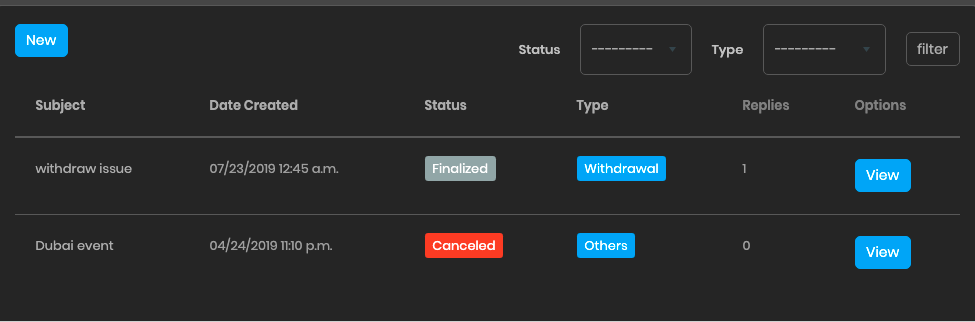 New
Status --------- Type --------- filter
Subject Date Created Status Type Replies Options
withdraw issue 07/23/2019 12:45 a.m. Finalized Withdrawal 1 View
Dubai event 04/24/2019 11:10 p.m. Canceled Others 0 View